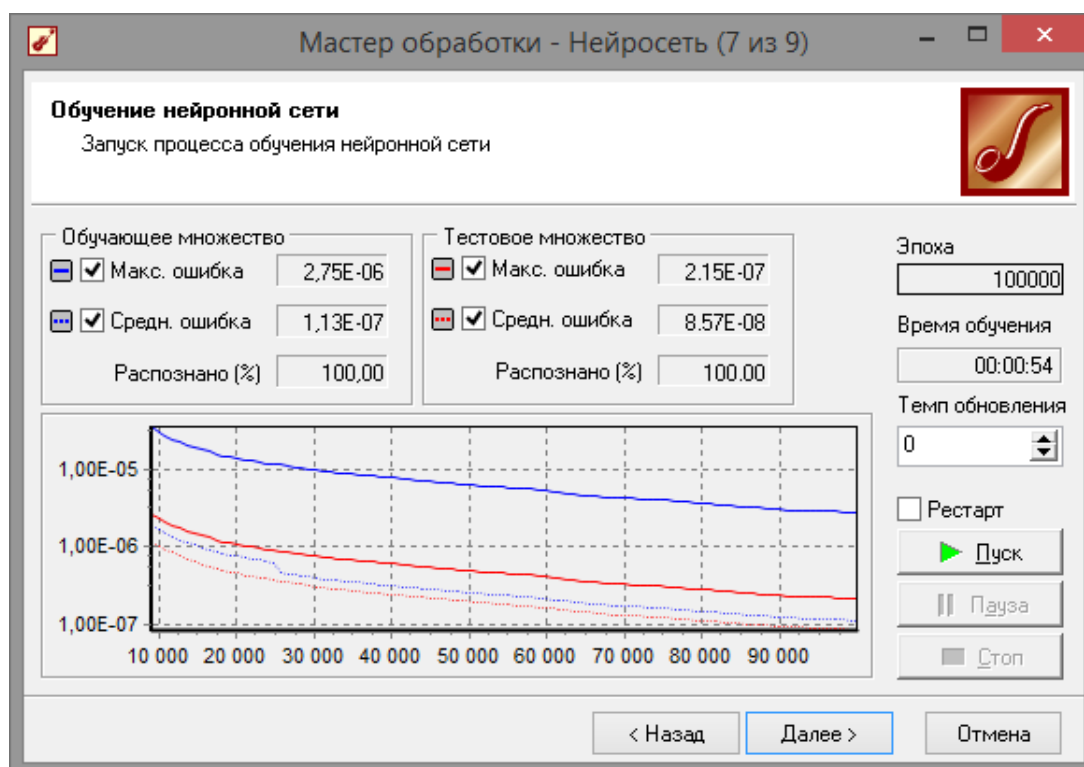 Мастер обработки - Нейросеть (7 из 9)
Обучение нейронной сети
Запуск процесса обучения нейронной сети
Обучающее множество
Макс. ошибка 2,75E-06
Средн. ошибка 1,13E-07
Распознано (%) 100,00
Тестовое множество
Макс. ошибка 2.15E-07
Средн. ошибка 8.57E-08
Распознано (%) 100.00
Эпоха
100000
Время обучения
00:00:54
Темп обновления
0
Рестарт
Пуск
Пауза
Стоп
1,00E-05
1,00E-06
1,00E-07
10 000 20 000 30 000 40 000 50 000 60 000 70 000 80 000 90 000
< Назад Далее > Отмена